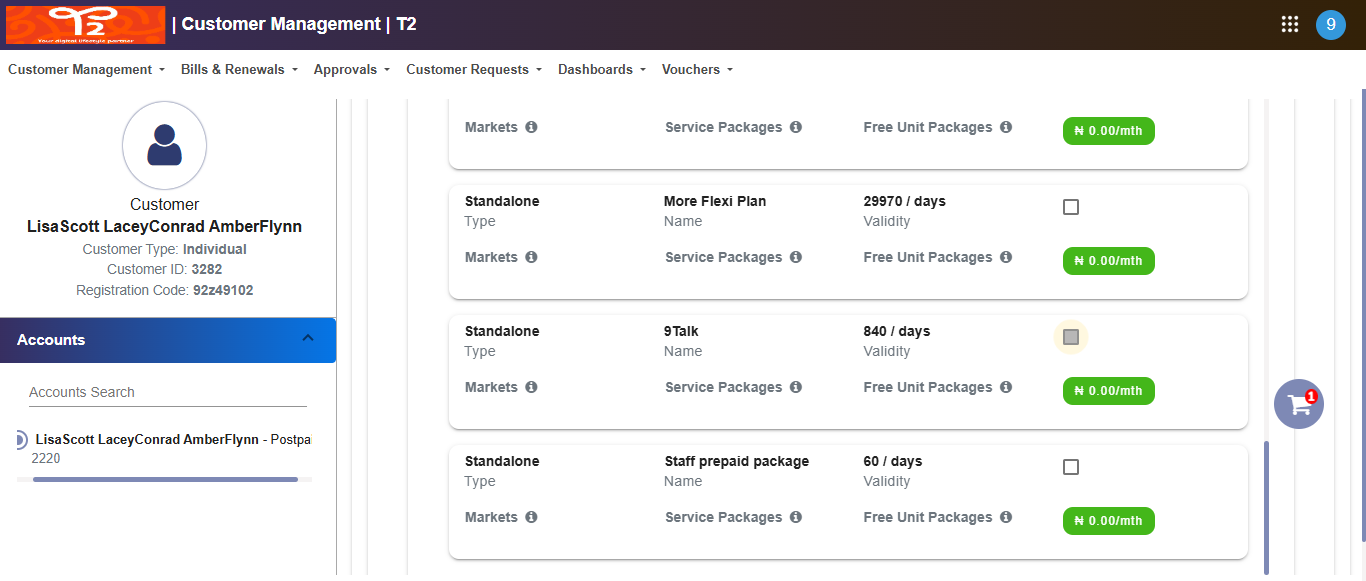 T2
Your digital lifestyle partner
| Customer Management | T2
9
Customer Management
Bills & Renewals
Approvals
Customer Requests
Dashboards
Vouchers
Customer
LisaScott LaceyConrad AmberFlynn
Customer Type: Individual
Customer ID: 3282
Registration Code: 92z49102
Accounts
Accounts Search
LisaScott LaceyConrad AmberFlynn - Postpa
2220
Markets
Service Packages
Free Unit Packages
₦ 0.00/mth
Standalone
Type
More Flexi Plan
Name
29970 / days
Validity
Markets
Service Packages
Free Unit Packages
₦ 0.00/mth
Standalone
Type
9Talk
Name
840 / days
Validity
Markets
Service Packages
Free Unit Packages
₦ 0.00/mth
Standalone
Type
Staff prepaid package
Name
60 / days
Validity
Markets
Service Packages
Free Unit Packages
₦ 0.00/mth
1